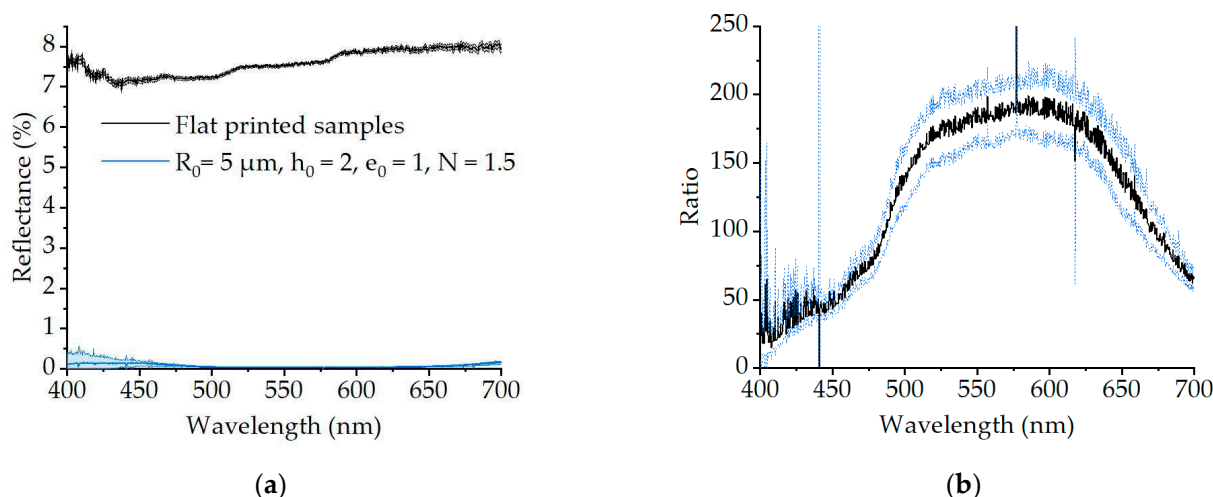 8
7
6
5
4
3
2
1
0
Reflectance (%)
Flat printed samples
R₀= 5 µm, h₀ = 2, e₀ = 1, N = 1.5
400 450 500 550 600 650 700
Wavelength (nm)
(a)
250
200
150
100
50
0
Ratio
400 450 500 550 600 650 700
Wavelength (nm)
(b)